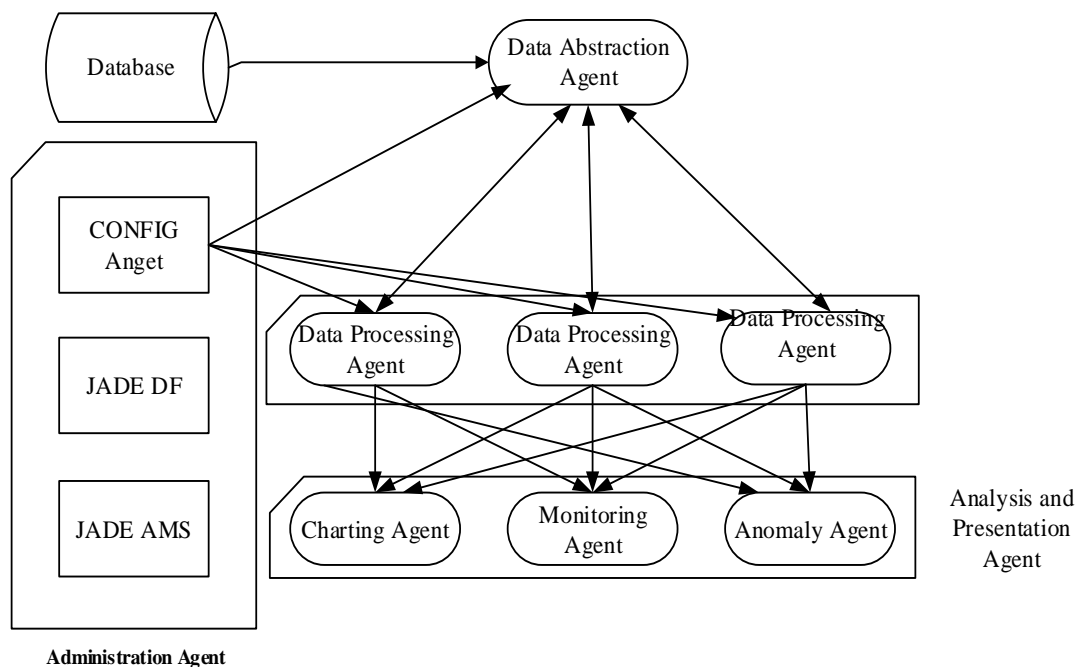 Database
Data Abstraction
Agent
CONFIG
Anget
JADE DF
JADE AMS
Data Processing
Agent
Data Processing
Agent
Data Processing
Agent
Charting Agent
Monitoring
Agent
Anomaly Agent
Analysis and
Presentation
Agent
Administration Agent